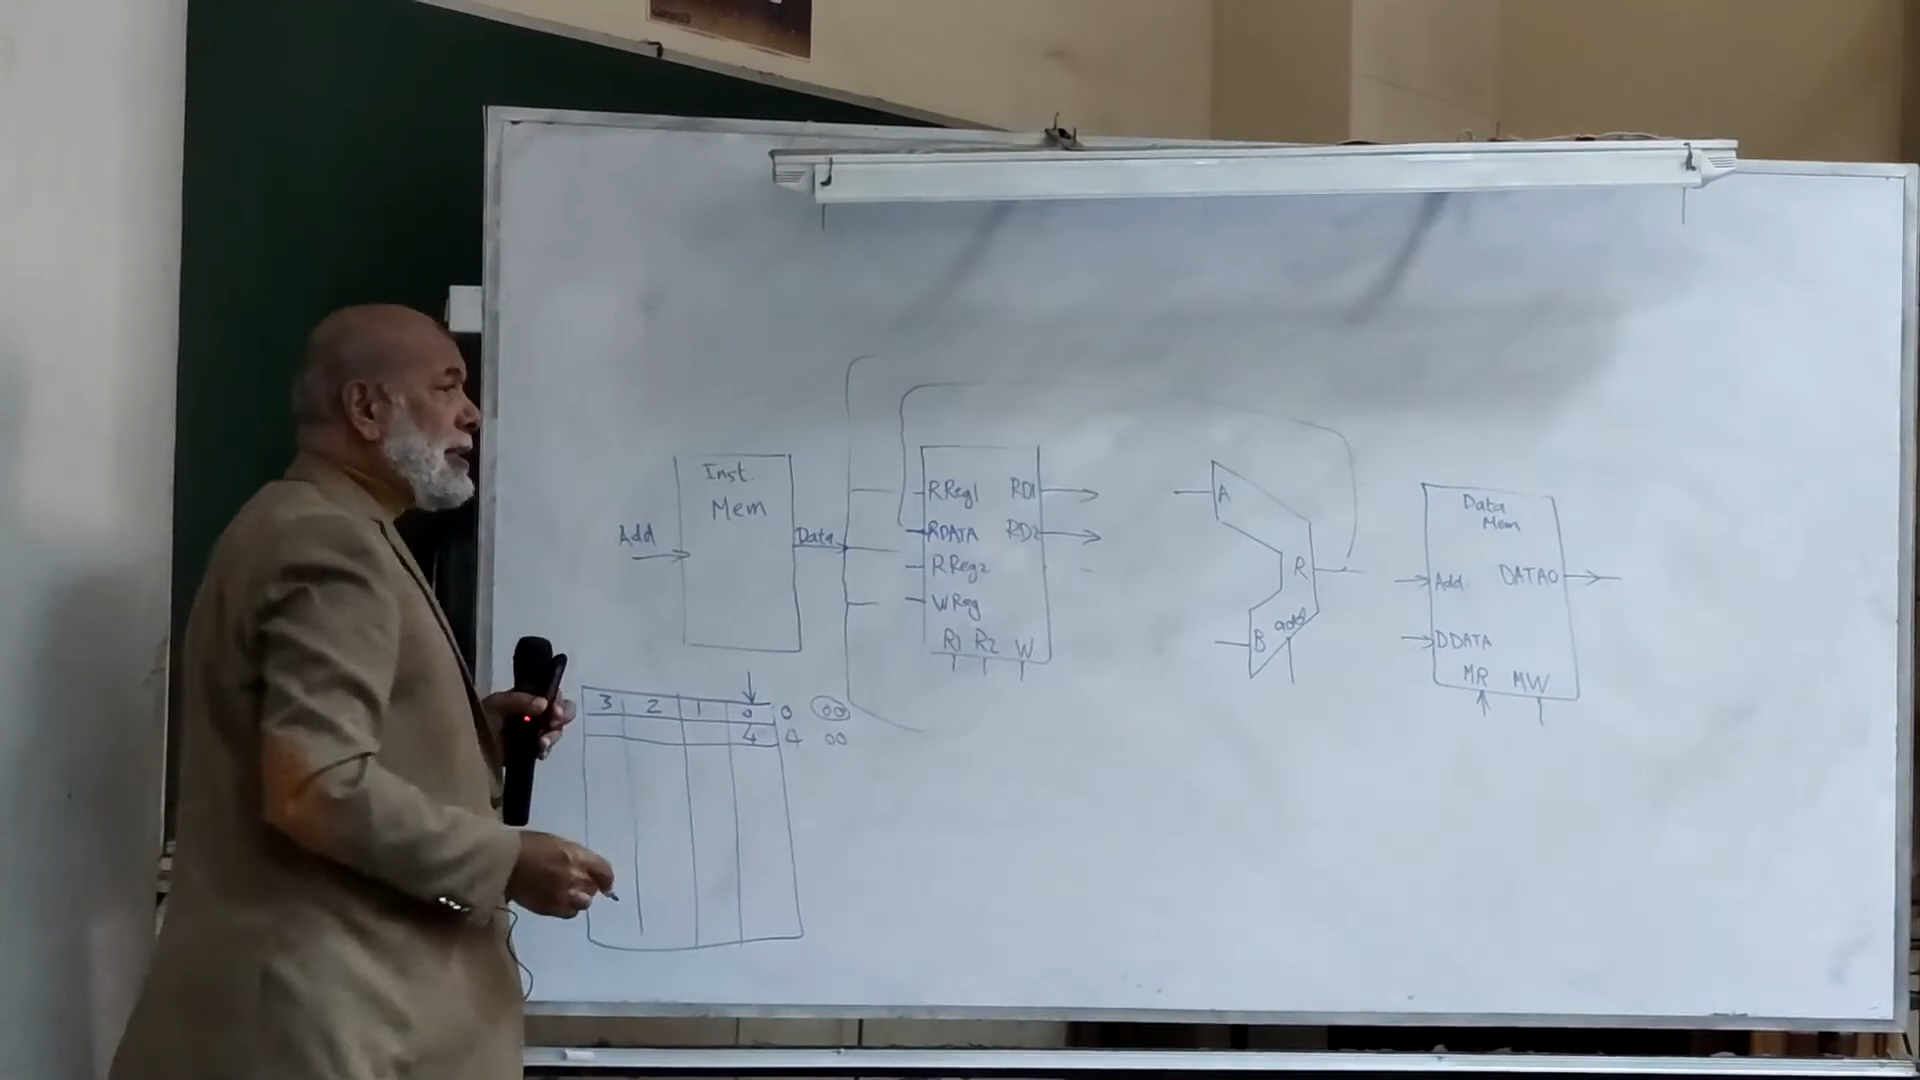 Inst.
Mem
Add
Data
RReg1 RD1
RDATA RD2
RReg2
WReg
R1 R2 W
A
R
B add
Data
Mem
Add DATAO
DDATA
MR MW
3 2 1 0 0 00
4 4 00